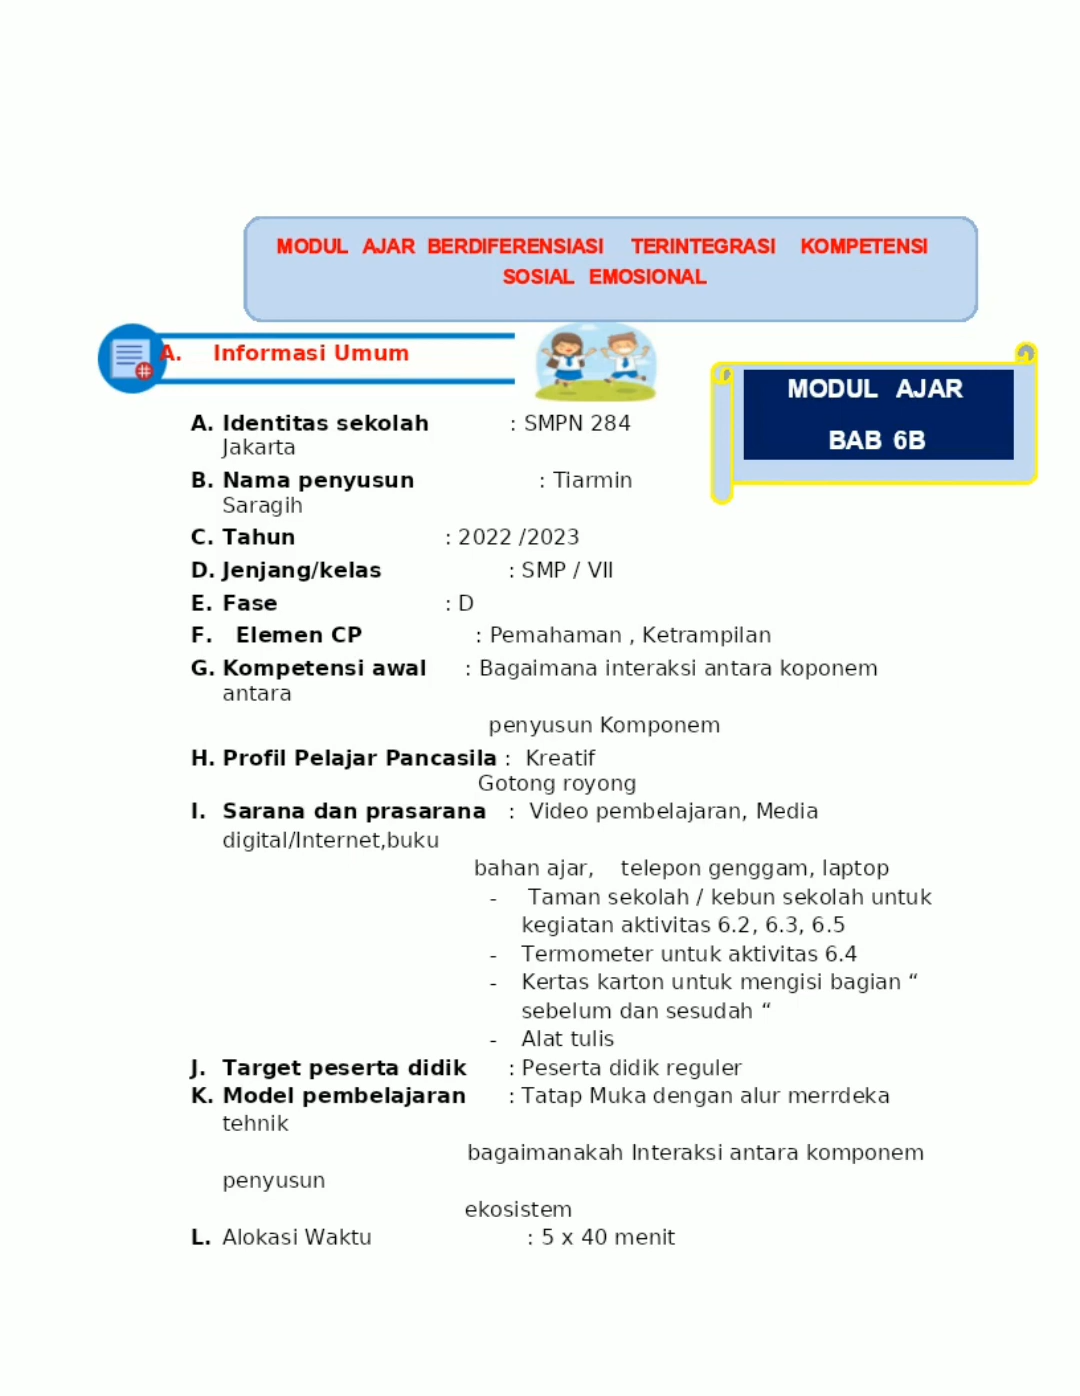 MODUL AJAR BERDIFERENSIASI TERINTEGRASI KOMPETENSI
SOSIAL EMOSIONAL
A. Informasi Umum
MODUL AJAR
BAB 6B
A. Identitas sekolah : SMPN 284
Jakarta
B. Nama penyusun : Tiarmin
Saragih
C. Tahun : 2022 /2023
D. Jenjang/kelas : SMP / VII
E. Fase : D
F. Elemen CP : Pemahaman , Ketrampilan
G. Kompetensi awal : Bagaimana interaksi antara koponem
antara
penyusun Komponem
H. Profil Pelajar Pancasila : Kreatif
Gotong royong
I. Sarana dan prasarana : Video pembelajaran, Media
digital/Internet,buku
bahan ajar, telepon genggam, laptop
- Taman sekolah / kebun sekolah untuk
kegiatan aktivitas 6.2, 6.3, 6.5
- Termometer untuk aktivitas 6.4
- Kertas karton untuk mengisi bagian “
sebelum dan sesudah “
- Alat tulis
J. Target peserta didik : Peserta didik reguler
K. Model pembelajaran : Tatap Muka dengan alur merrdeka
tehnik
bagaimanakah Interaksi antara komponem
penyusun
ekosistem
L. Alokasi Waktu : 5 x 40 menit